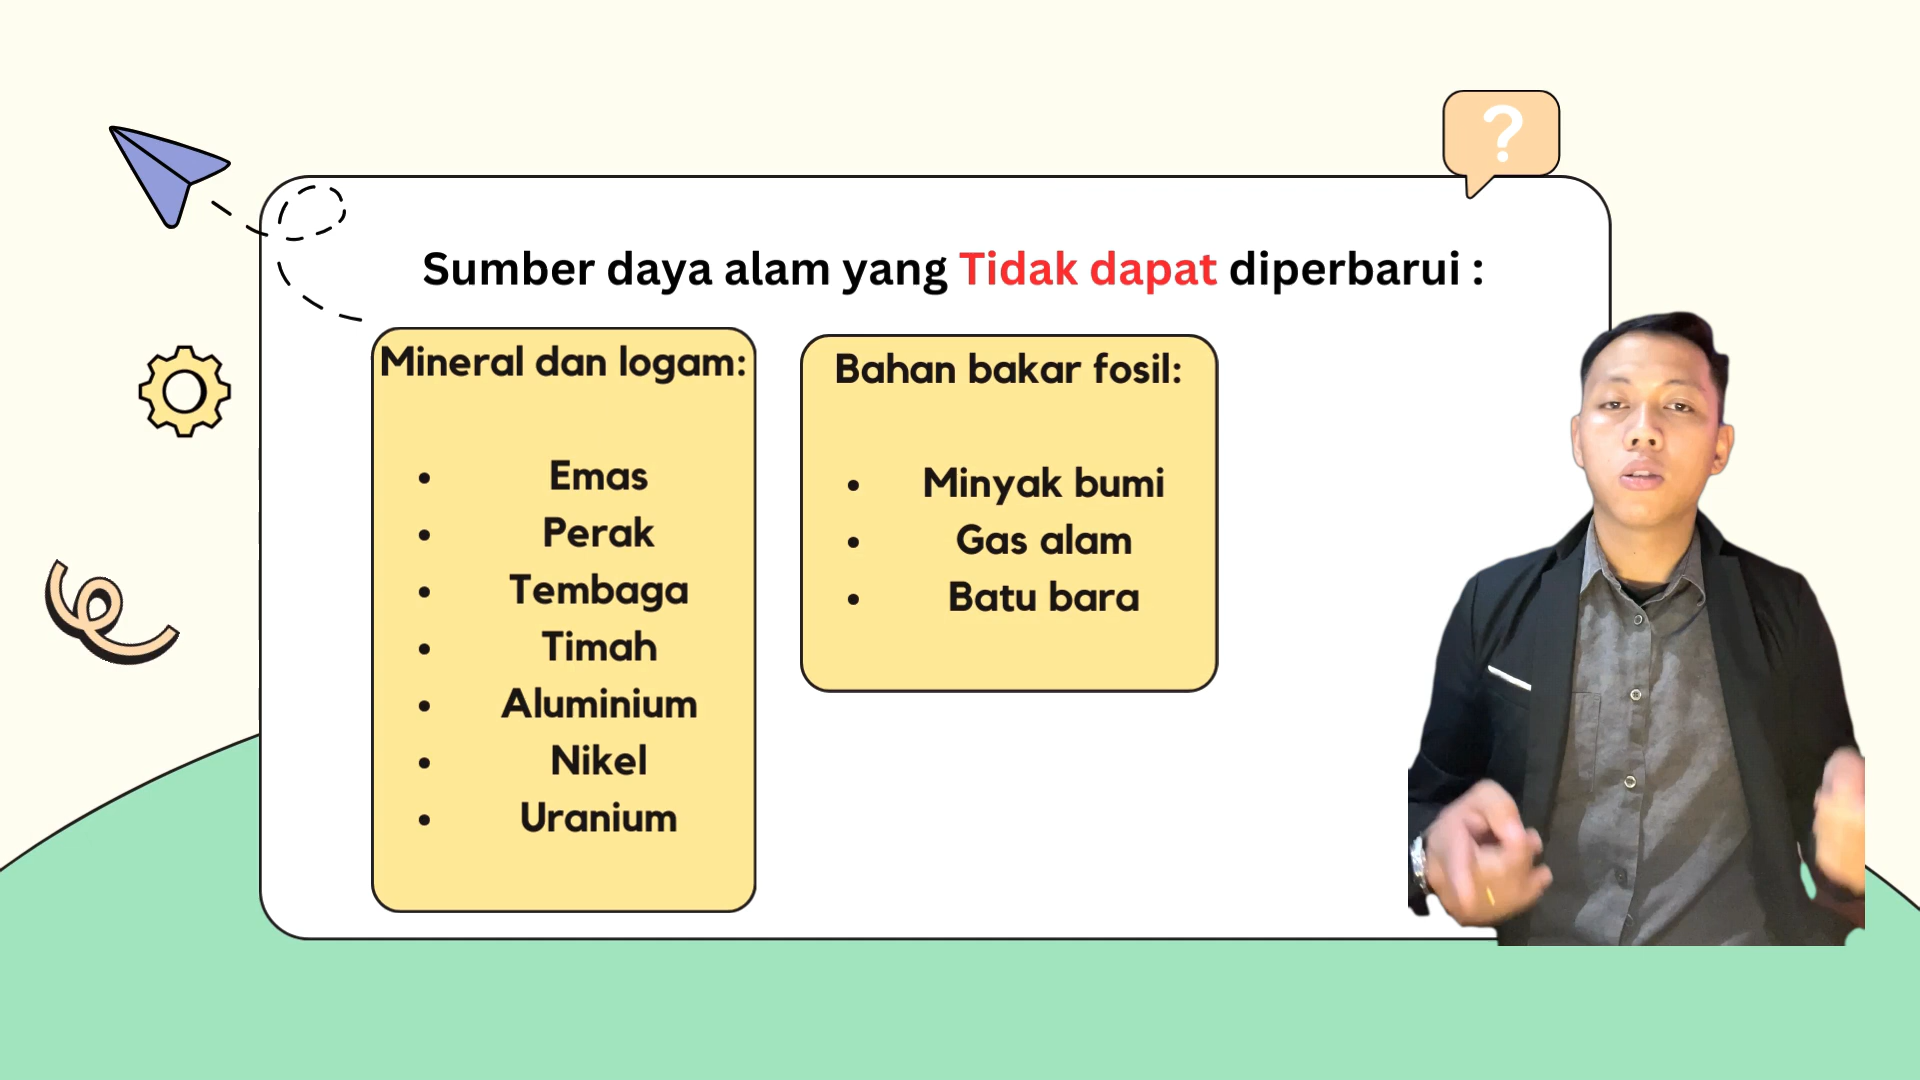 ?
Sumber daya alam yang Tidak dapat diperbarui :
Mineral dan logam:
• Emas
• Perak
• Tembaga
• Timah
• Aluminium
• Nikel
• Uranium
Bahan bakar fosil:
• Minyak bumi
• Gas alam
• Batu bara